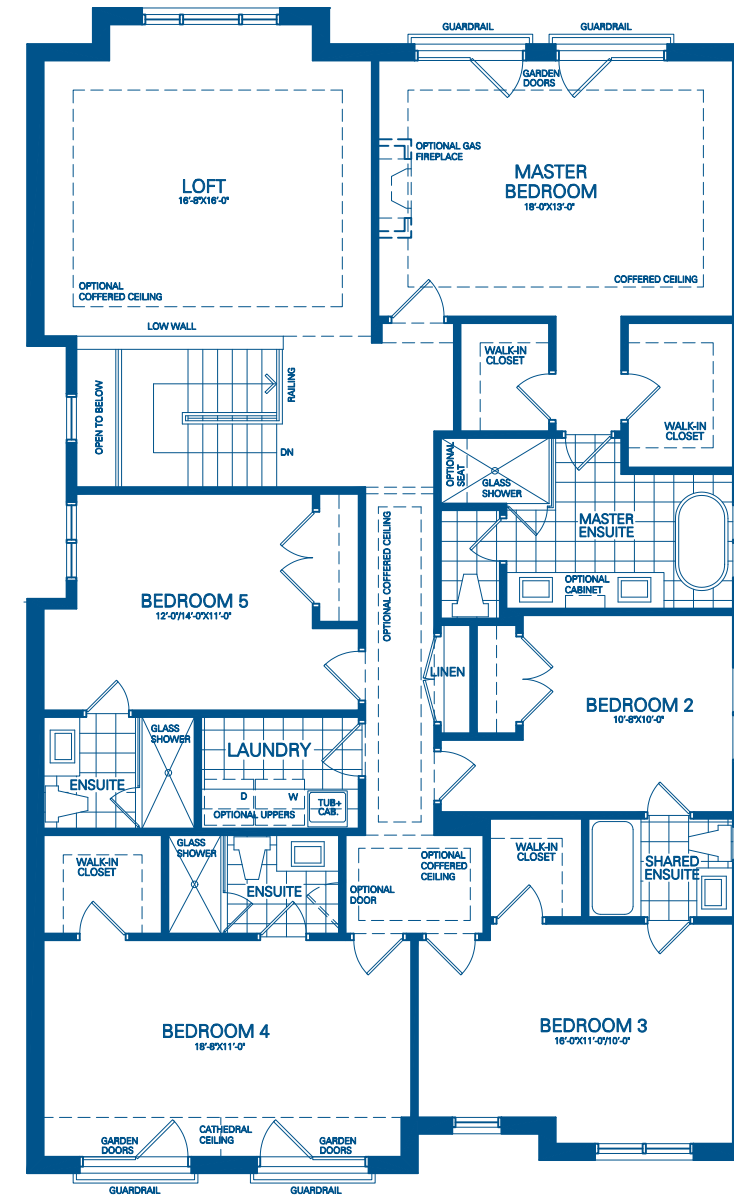 GUARDRAIL
GUARDRAIL
GARDEN
DOORS
OPTIONAL GAS
FIREPLACE
LOFT
16'-8"X16'-0"
MASTER
BEDROOM
18'-0"X13'-0"
OPTIONAL
COFFERED CEILING
COFFERED CEILING
LOW WALL
OPEN TO BELOW
RAILING
DN
WALK-IN
CLOSET
WALK-IN
CLOSET
OPTIONAL
SEAT
GLASS
SHOWER
MASTER
ENSUITE
OPTIONAL
CABINET
OPTIONAL COFFERED CEILING
BEDROOM 5
12'-0"/14'-0"X11'-0"
LINEN
BEDROOM 2
10'-8"X10'-0"
GLASS
SHOWER
ENSUITE
LAUNDRY
D
W
OPTIONAL UPPERS
TUB+
CAB.
WALK-IN
CLOSET
GLASS
SHOWER
ENSUITE
OPTIONAL
DOOR
OPTIONAL
COFFERED
CEILING
WALK-IN
CLOSET
SHARED
ENSUITE
BEDROOM 4
18'-8"X11'-0"
BEDROOM 3
16'-0"X11'-0"/10'-0"
CATHEDRAL
CEILING
GARDEN
DOORS
GARDEN
DOORS
GUARDRAIL
GUARDRAIL